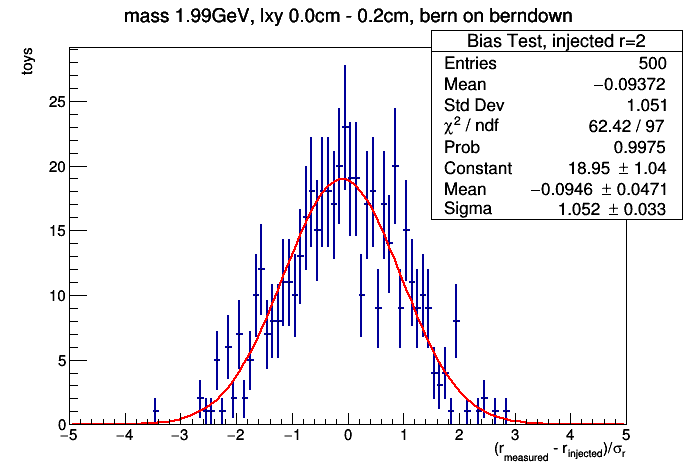 mass 1.99GeV, lxy 0.0cm - 0.2cm, bern on berndown
toys
Bias Test, injected r=2
Entries 500
Mean −0.09372
Std Dev 1.051
χ² / ndf 62.42 / 97
Prob 0.9975
Constant 18.95 ± 1.04
Mean −0.0946 ± 0.0471
Sigma 1.052 ± 0.033
25
20
15
10
5
0
−5 −4 −3 −2 −1 0 1 2 3 4 5
(r_measured - r_injected)/σ_r